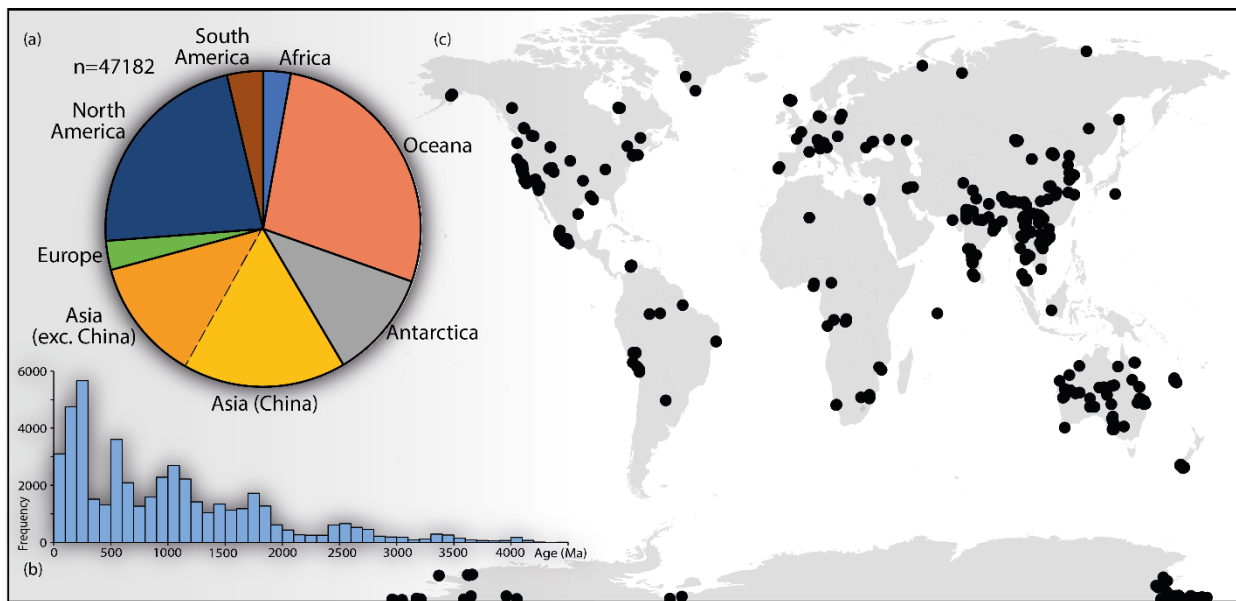 (a)
n=47182
South
America
Africa
(c)
North
America
Oceana
Europe
Asia
(exc. China)
Antarctica
Asia (China)
6000
4000
2000
0
Frequency
0
500
1000
1500
2000
2500
3000
3500
4000
Age (Ma)
(b)